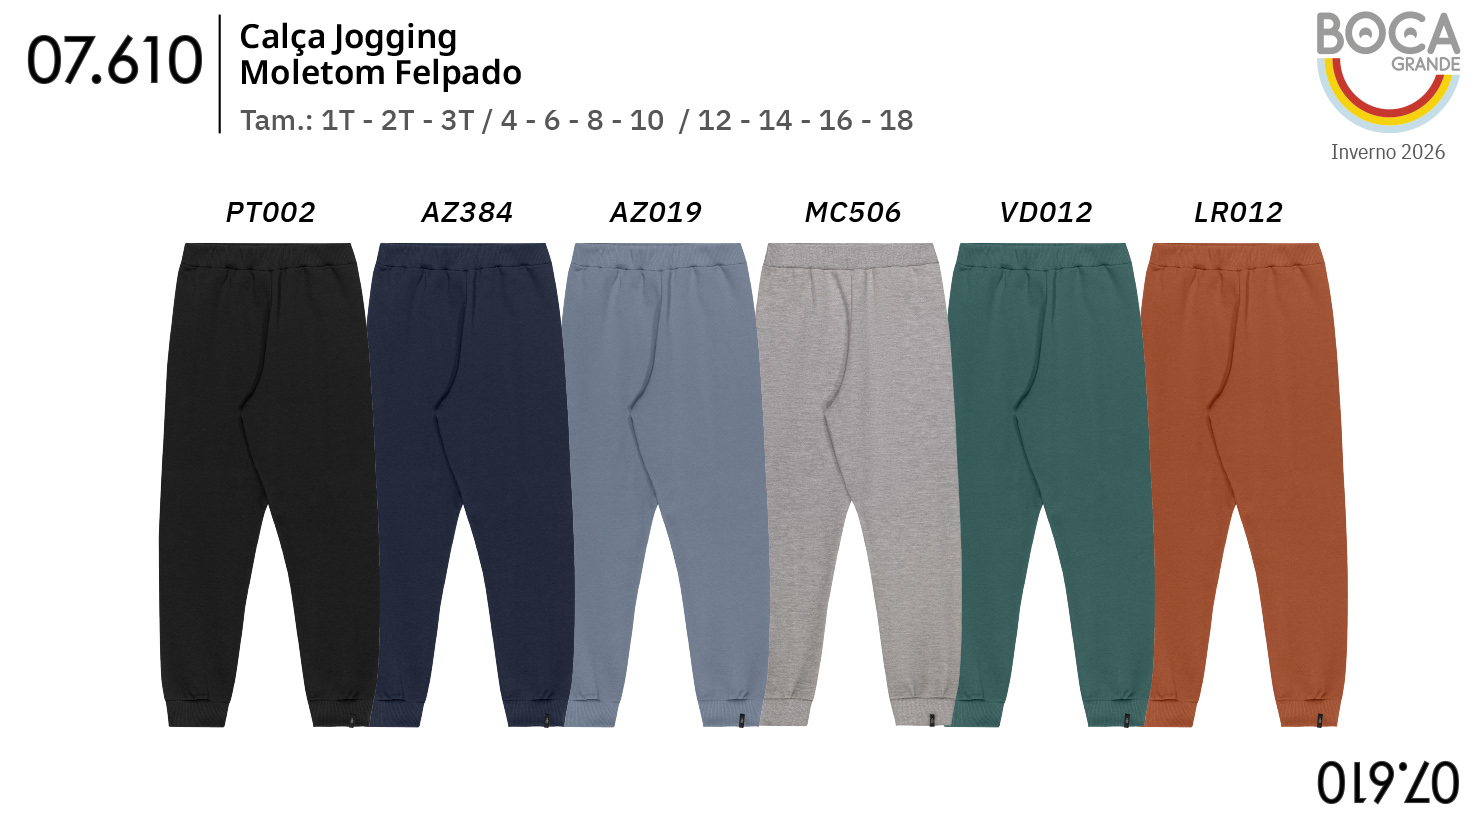 07.610
Calça Jogging
Moletom Felpado
Tam.: 1T - 2T - 3T / 4 - 6 - 8 - 10 / 12 - 14 - 16 - 18
BOCA
GRANDE
Inverno 2026
PT002
AZ384
AZ019
MC506
VD012
LR012
07.610